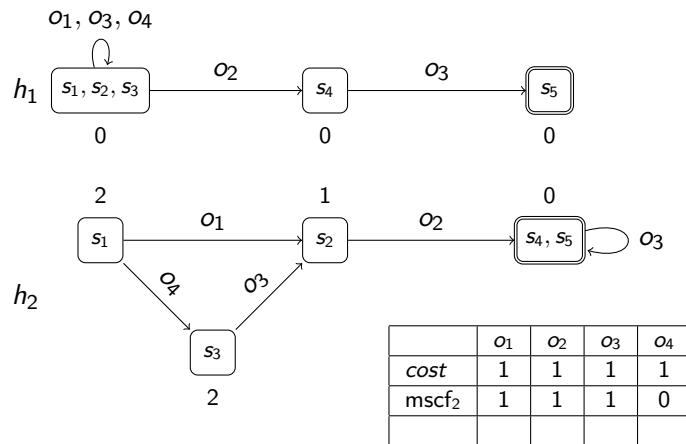 o₁, o₃, o₄
h₁ s₁, s₂, s₃ o₂ s₄ o₃ s₅
0 0 0
2 1 0
s₁ o₁ s₂ o₂ s₄, s₅ o₃
o₄ o₃
h₂
s₃
2
o₁ o₂ o₃ o₄
cost 1 1 1 1
mscf₂ 1 1 1 0